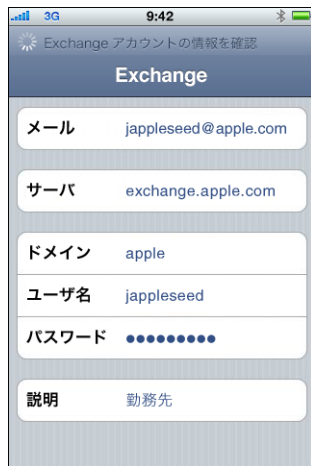 3G 9:42
Exchange アカウントの情報を確認
Exchange
メール jappleseed@apple.com
サーバ exchange.apple.com
ドメイン apple
ユーザ名 jappleseed
パスワード ●●●●●●●●●
説明 勤務先